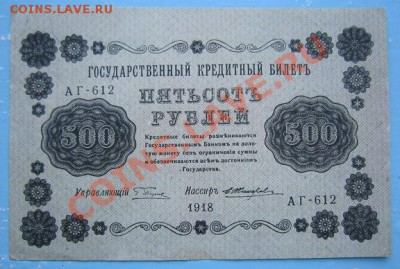 COINS.LAVE.RU
ГОСУДАРСТВЕННЫЙ КРЕДИТНЫЙ БИЛЕТЪ
АГ-612
ПЯТЬСОТЪ
РУБЛЕЙ
500 500
Кредитные билеты размѣниваются
Государственнымъ Банкомъ на золо-
тую монету безъ ограниченія суммы
и обезпечиваются всѣмъ достояніемъ
Государства.
Управляющій
Кассиръ
1918
АГ-612
COINS.LAVE.RU